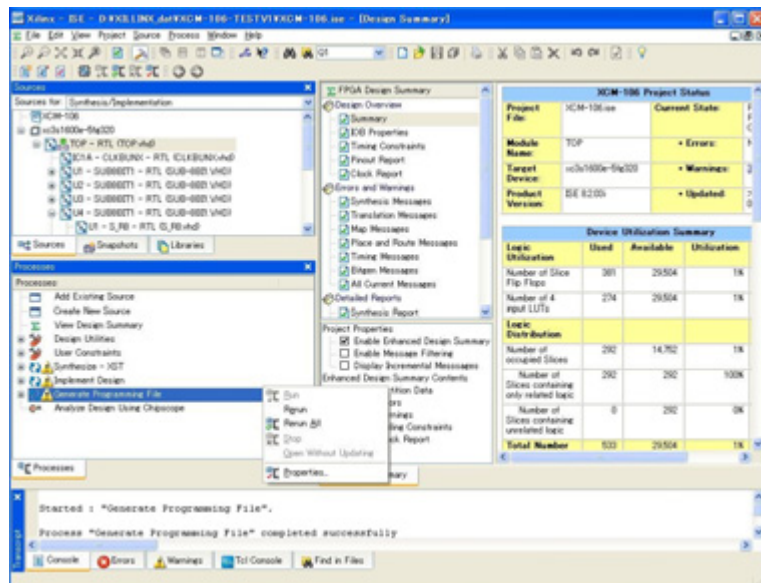 Xilinx - ISE - D:¥XILLINX_dat¥XCM-106-TESTV1¥XCM-106.ise - [Design Summary]
File Edit View Project Source Process Window Help
Sources
Sources for: Synthesis/Implementation
XCM-106
xc3s1600e-5fg320
TOP - RTL (TOP.vhd)
Sources Snapshots Libraries
Processes
Processes:
Add Existing Source
Create New Source
View Design Summary
Design Utilities
User Constraints
Synthesize - XST
Implement Design
Generate Programming File
Analyze Design Using Chipscope
Processes
Run
Rerun
Rerun All
Stop
Open Without Updating
Properties...
FPGA Design Summary
Design Overview
Summary
IOB Properties
Timing Constraints
Pinout Report
Clock Report
Errors and Warnings
Synthesis Messages
Translation Messages
Map Messages
Place and Route Messages
Timing Messages
Bitgen Messages
All Current Messages
Detailed Reports
Synthesis Report
Project Properties
Enable Enhanced Design Summary
Enable Message Filtering
Display Incremental Messages
Enhanced Design Summary Contents
XCM-106 Project Status
Project File: XCM-106.ise Current State:
Module Name: TOP • Errors:
Target Device: xc3s1600e-5fg320 • Warnings:
Product Version: ISE 8.2.03i • Updated:
Device Utilization Summary
Logic Utilization Used Available Utilization
Number of Slice Flip Flops 381 29,504 1%
Number of 4 input LUTs 274 29,504 1%
Logic Distribution
Number of occupied Slices 292 14,752 1%
Number of Slices containing only related logic 292 292 100%
Number of Slices containing unrelated logic 0 292 0%
Total Number 533 29,504 1%
Transcript
Started : "Generate Programming File".
Process "Generate Programming File" completed successfully
Console Errors Warnings Tcl Console Find in Files